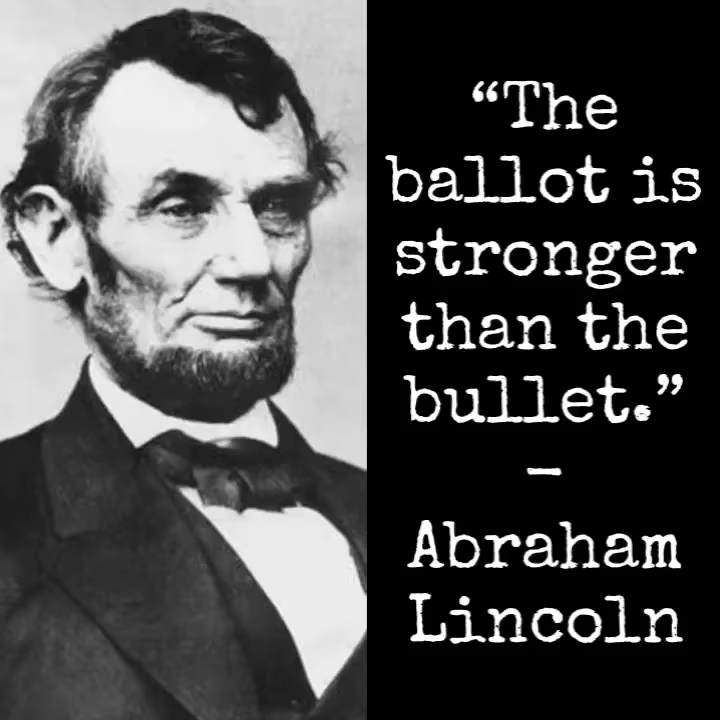 “The
ballot is
stronger
than the
bullet.”
–
Abraham
Lincoln